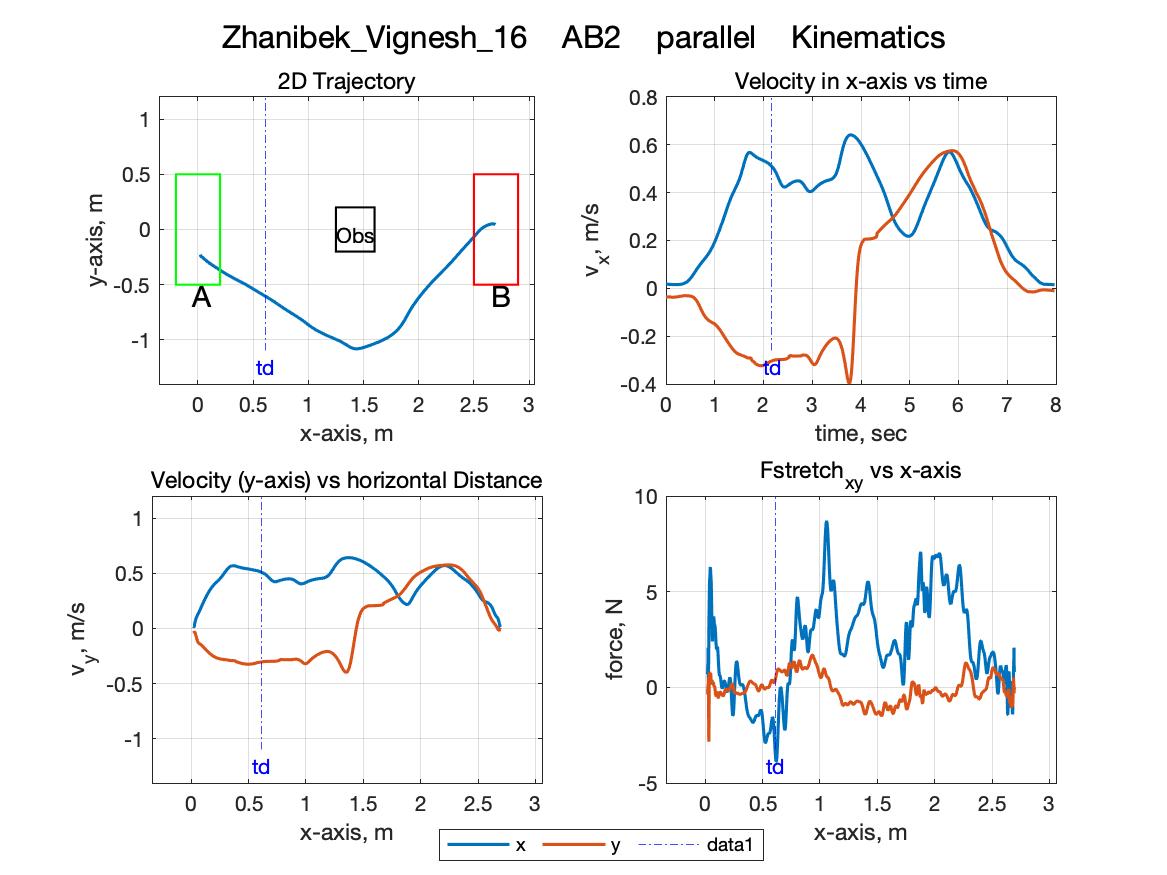 Zhanibek_Vignesh_16 AB2 parallel Kinematics
2D Trajectory
1
0.5
0
-0.5
-1
y-axis, m
Obs
A
B
td
0 0.5 1 1.5 2 2.5 3
x-axis, m
Velocity in x-axis vs time
0.8
0.6
0.4
0.2
0
-0.2
-0.4
vx, m/s
td
0 1 2 3 4 5 6 7 8
time, sec
Velocity (y-axis) vs horizontal Distance
1
0.5
0
-0.5
-1
vy, m/s
td
0 0.5 1 1.5 2 2.5 3
x-axis, m
Fstretchxy vs x-axis
10
5
0
-5
force, N
td
0 0.5 1 1.5 2 2.5 3
x-axis, m
x y data1